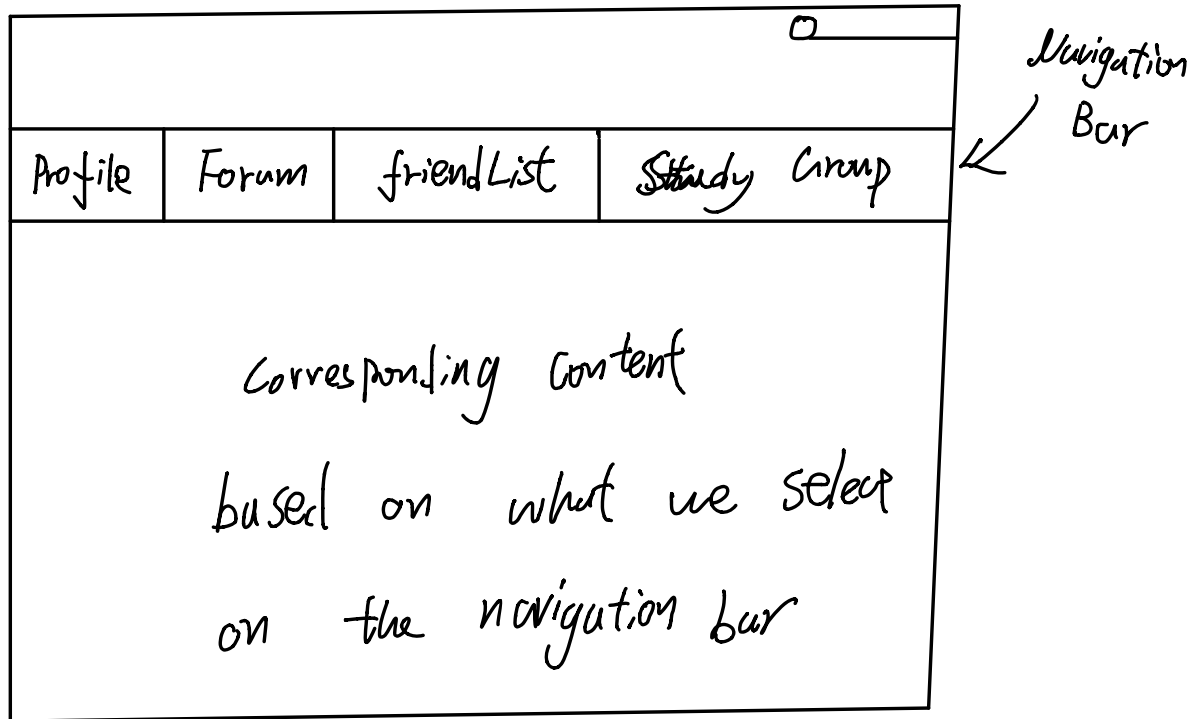 Navigation
Bar
Profile Forum friendList Study Group
Corresponding content
based on what we select
on the navigation bar